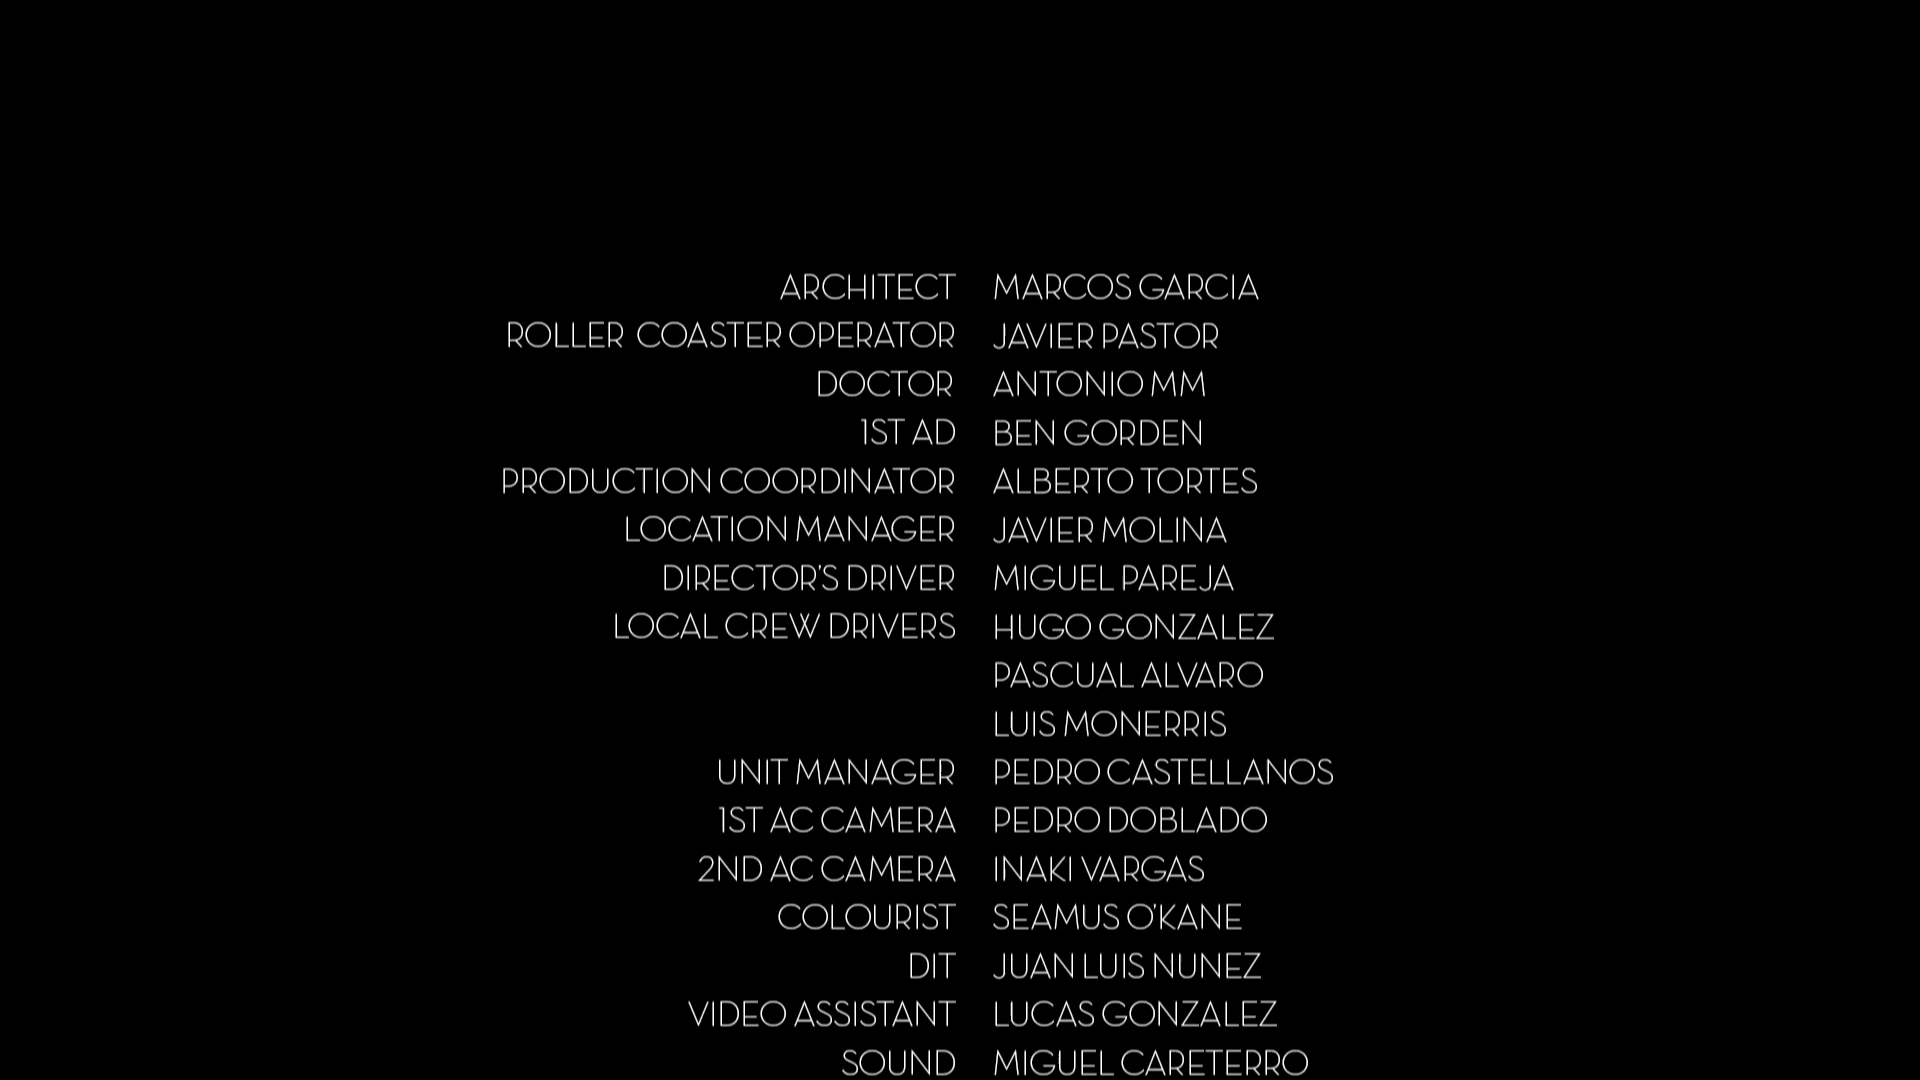 ARCHITECT MARCOS GARCIA
ROLLER COASTER OPERATOR JAVIER PASTOR
DOCTOR ANTONIO MM
1ST AD BEN GORDEN
PRODUCTION COORDINATOR ALBERTO TORTES
LOCATION MANAGER JAVIER MOLINA
DIRECTOR'S DRIVER MIGUEL PAREJA
LOCAL CREW DRIVERS HUGO GONZALEZ
PASCUAL ALVARO
LUIS MONERRIS
UNIT MANAGER PEDRO CASTELLANOS
1ST AC CAMERA PEDRO DOBLADO
2ND AC CAMERA INAKI VARGAS
COLOURIST SEAMUS O'KANE
DIT JUAN LUIS NUNEZ
VIDEO ASSISTANT LUCAS GONZALEZ
SOUND MIGUEL CARETERRO